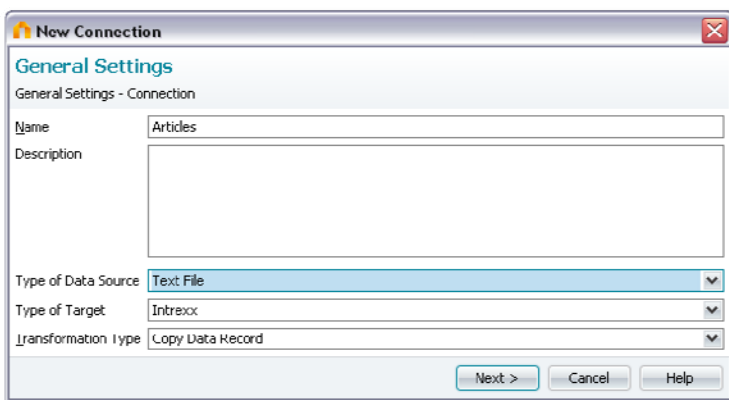 New Connection
General Settings
General Settings - Connection
Name Articles
Description
Type of Data Source Text File
Type of Target Intrexx
Transformation Type Copy Data Record
Next > Cancel Help